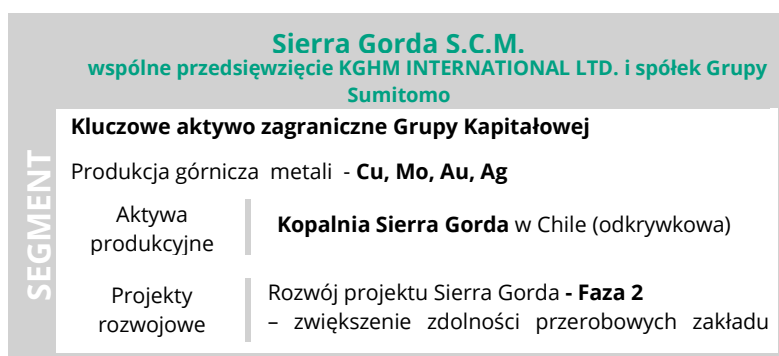 Sierra Gorda S.C.M.
wspólne przedsięwzięcie KGHM INTERNATIONAL LTD. i spółek Grupy
Sumitomo
SEGMENT
Kluczowe aktywo zagraniczne Grupy Kapitałowej
Produkcja górnicza metali - Cu, Mo, Au, Ag
Aktywa
produkcyjne
Kopalnia Sierra Gorda w Chile (odkrywkowa)
Projekty
rozwojowe
Rozwój projektu Sierra Gorda - Faza 2
– zwiększenie zdolności przerobowych zakładu